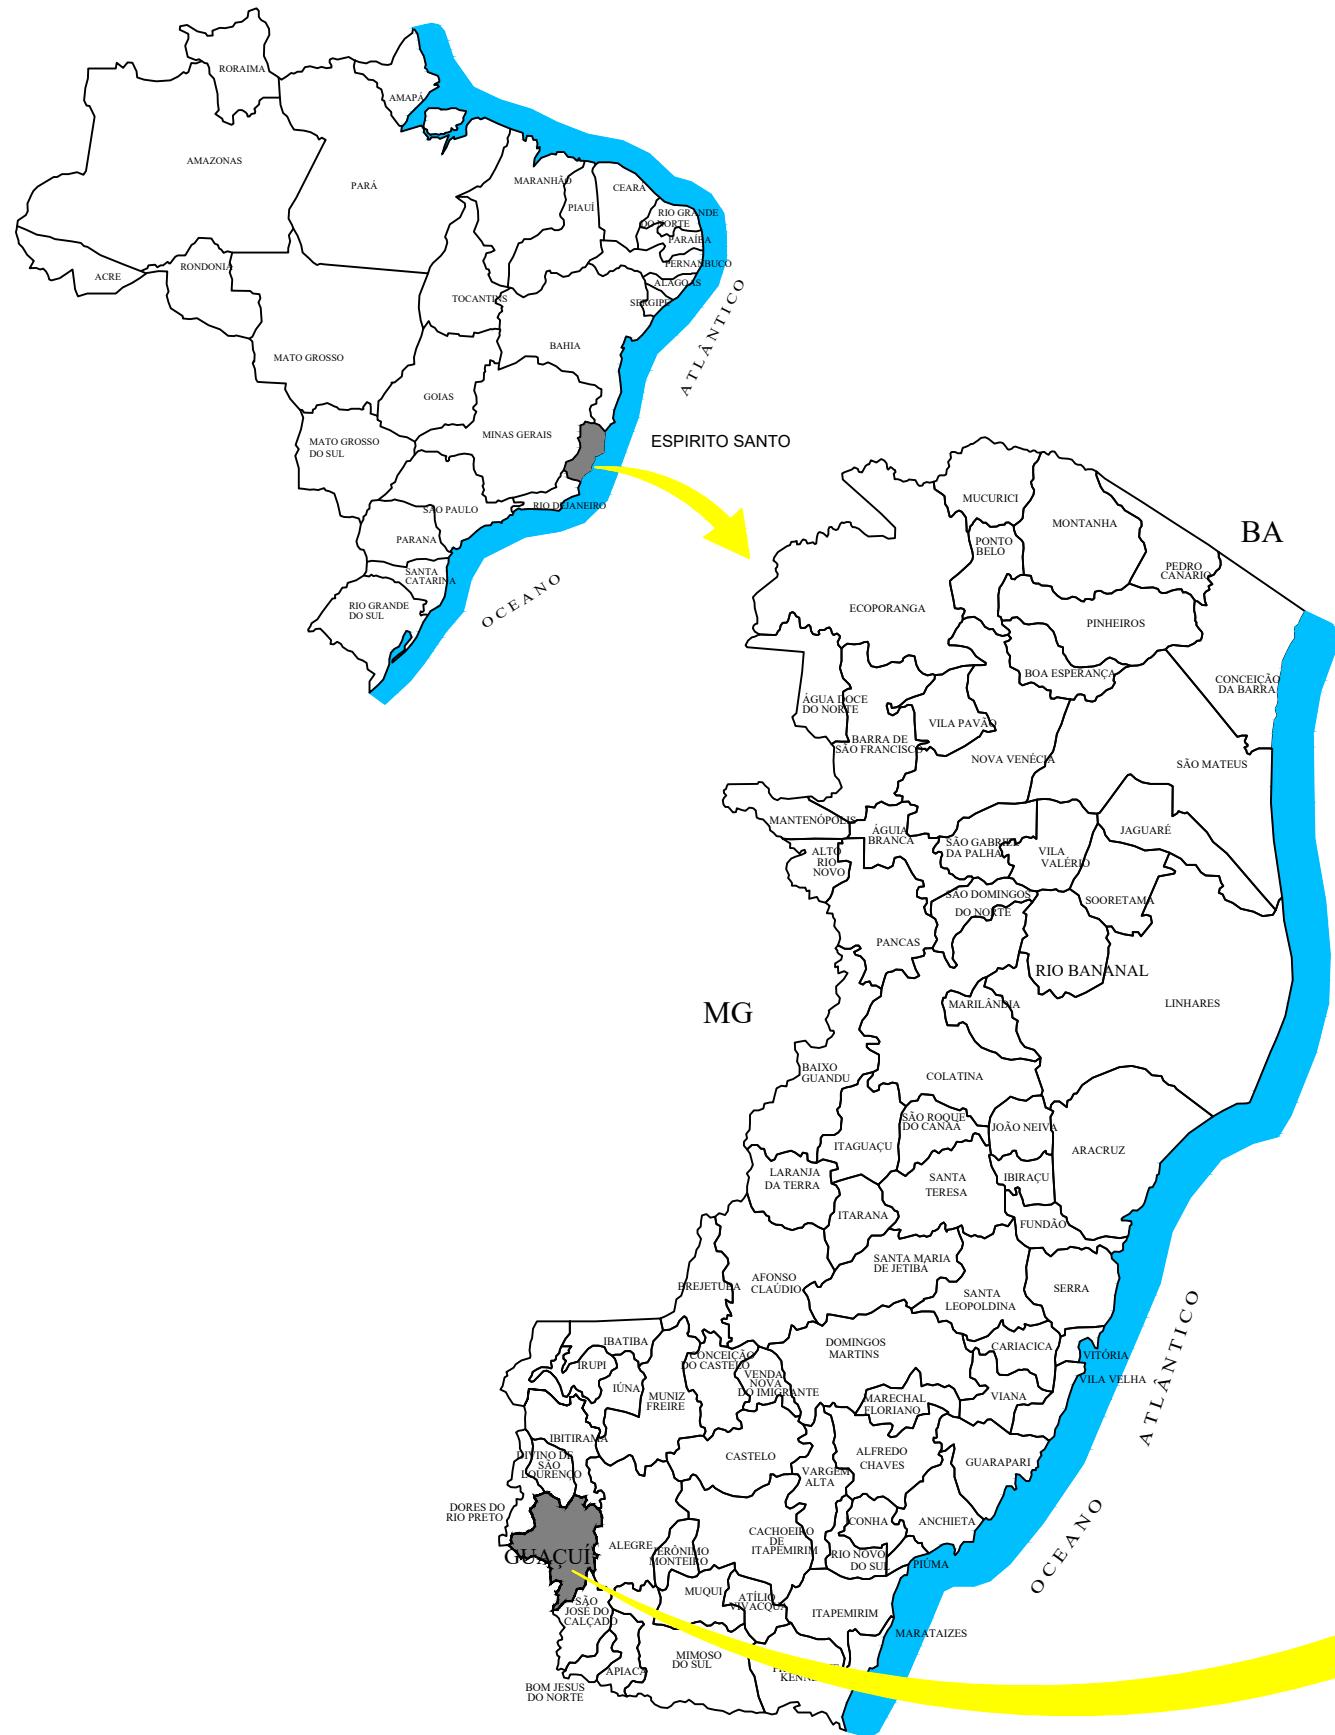 RORAIMA
AMAPÁ
AMAZONAS
PARÁ
MARANHÃO
CEARÁ
PIAUÍ
RIO GRANDE
DO NORTE
PARAÍBA
PERNANBUCO
ALAGOAS
SERGIPE
ACRE
RONDONIA
TOCANTINS
BAHIA
MATO GROSSO
GOIAS
MINAS GERAIS
MATO GROSSO
DO SUL
SÃO PAULO
RIO DEJANEIRO
PARANA
SANTA
CATARINA
RIO GRANDE
DO SUL
OCEANO
ATLÂNTICO
ESPIRITO SANTO
BA
MG
MUCURICI
MONTANHA
PONTO
BELO
PEDRO
CANARIO
ECOPORANGA
PINHEIROS
BOA ESPERANÇA
CONCEIÇÃO
DA BARRA
ÁGUA DOCE
DO NORTE
VILA PAVÃO
BARRA DE
SÃO FRANCISCO
NOVA VENÉCIA
SÃO MATEUS
MANTENÓPOLIS
ÁGUIA
BRANCA
SÃO GABRIEL
DA PALHA
VILA
VALÉRIO
JAGUARÉ
ALTO
RIO
NOVO
SÃO DOMINGOS
DO NORTE
SOORETAMA
PANCAS
RIO BANANAL
MARILÂNDIA
LINHARES
BAIXO
GUANDU
COLATINA
SÃO ROQUE
DO CANAÃ
JOÃO NEIVA
ITAGUAÇU
ARACRUZ
LARANJA
DA TERRA
SANTA
TERESA
IBIRAÇU
ITARANA
FUNDÃO
SANTA MARIA
DE JETIBA
AFONSO
CLAÚDIO
BREJETUBA
SERRA
SANTA
LEOPOLDINA
IBATIBA
DOMINGOS
MARTINS
CARIACICA
VITÓRIA
VILA VELHA
IRUPI
IÚNA
CONCEIÇÃO
DO CASTELO
VENDA
NOVA
DO IMIGRANTE
MUNIZ
FREIRE
MARECHAL
FLORIANO
VIANA
IBITIRAMA
CASTELO
ALFREDO
CHAVES
GUARAPARI
DIVINO DE
SÃO
LOURENÇO
VARGEM
ALTA
DORES DO
RIO PRETO
GUAÇUÍ
ALEGRE
JERÔNIMO
MONTEIRO
CACHOEIRO
DE
ITAPEMIRIM
ICONHA
ANCHIETA
RIO NOVO
DO SUL
PIÚMA
SÃO
JOSÉ DO
CALÇADO
MUQUI
ATÍLIO
VIVACQUA
ITAPEMIRIM
MARATAIZES
MIMOSO
DO SUL
APIACÁ
BOM JESUS
DO NORTE
OCEANO
ATLÂNTICO